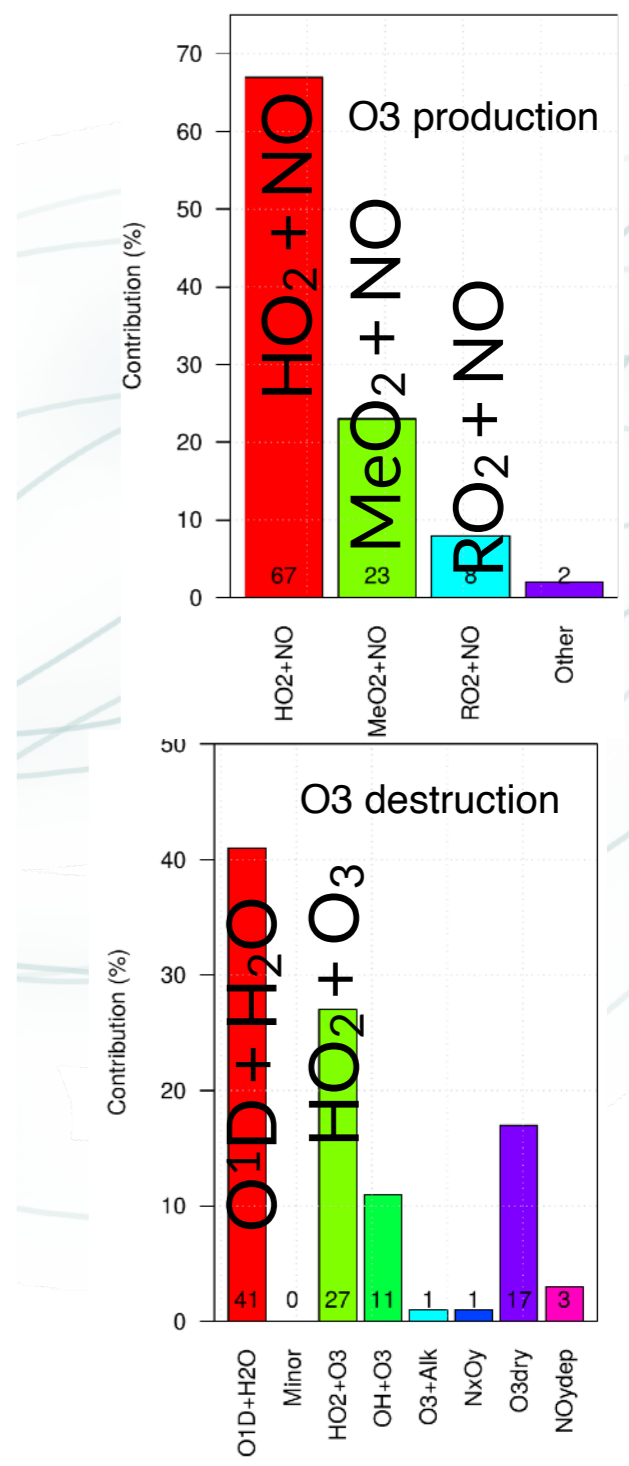 O3 production
Contribution (%)
70
60
50
40
30
20
10
0
HO₂ + NO
MeO₂ + NO
RO₂ + NO
67
23
8
2
HO2+NO
MeO2+NO
RO2+NO
Other
O3 destruction
Contribution (%)
50
40
30
20
10
0
O¹D + H₂O
HO₂ + O₃
41
0
27
11
1
1
17
3
O1D+H2O
Minor
HO2+O3
OH+O3
O3+Alk
NxOy
O3dry
NOydep